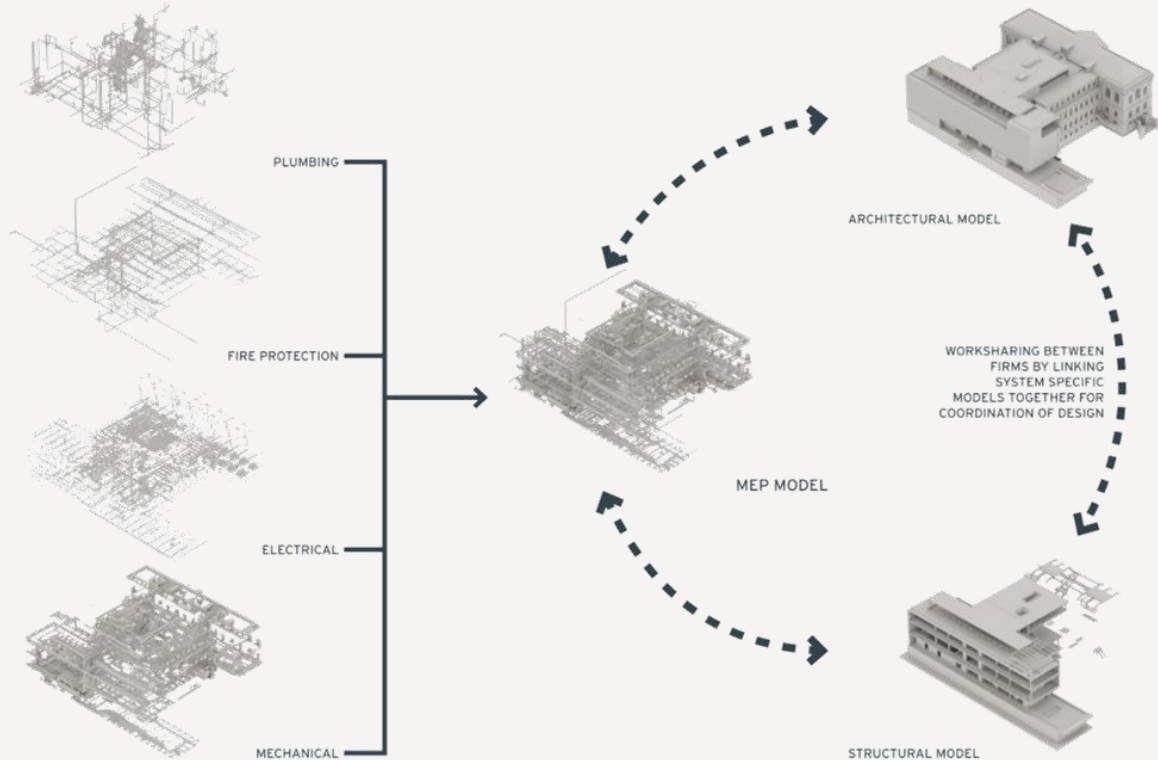 PLUMBING
FIRE PROTECTION
ELECTRICAL
MECHANICAL
MEP MODEL
ARCHITECTURAL MODEL
WORKSHARING BETWEEN
FIRMS BY LINKING
SYSTEM SPECIFIC
MODELS TOGETHER FOR
COORDINATION OF DESIGN
STRUCTURAL MODEL